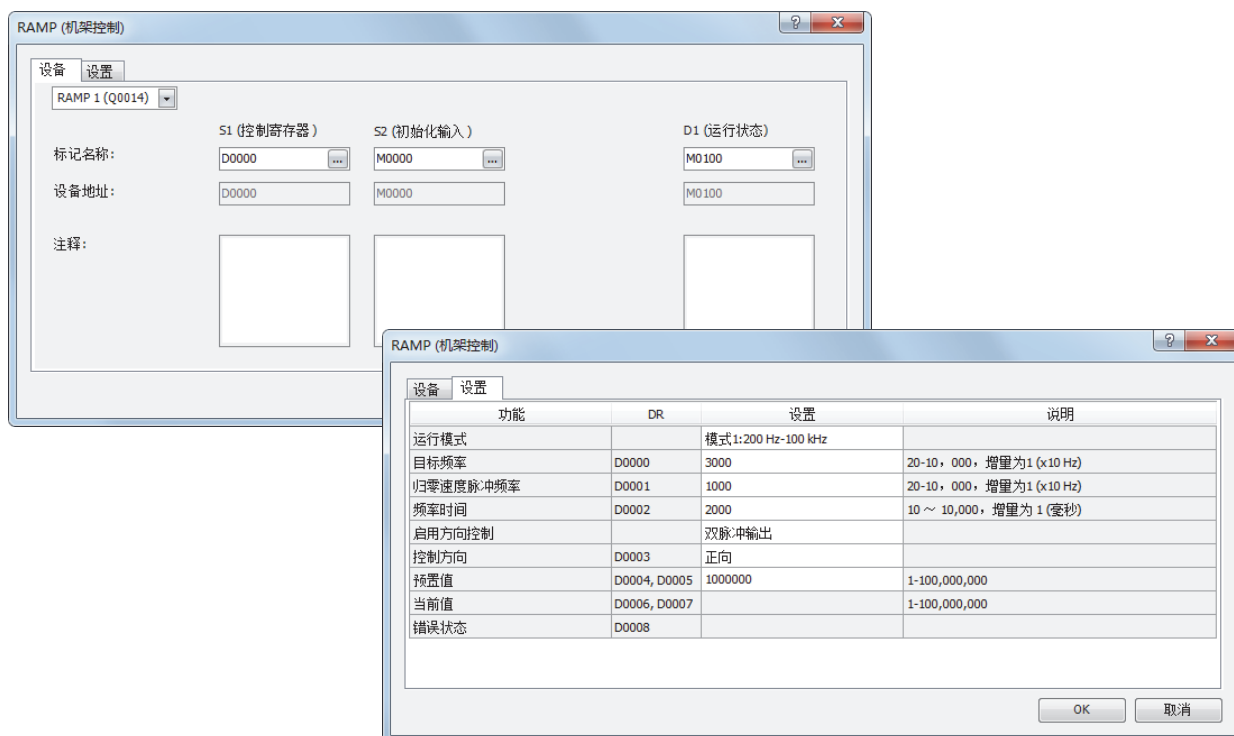 RAMP (机架控制)
设备 设置
RAMP 1 (Q0014)
S1 (控制寄存器) S2 (初始化输入) D1 (运行状态)
标记名称: D0000 ... M0000 ... M0100 ...
设备地址: D0000 M0000 M0100
注释:
RAMP (机架控制)
设备 设置
功能 DR 设置 说明
运行模式 模式1:200 Hz-100 kHz
目标频率 D0000 3000 20-10，000，增量为1 (x10 Hz)
归零速度脉冲频率 D0001 1000 20-10，000，增量为1 (x10 Hz)
频率时间 D0002 2000 10 ～ 10,000，增量为 1 (毫秒)
启用方向控制 双脉冲输出
控制方向 D0003 正向
预置值 D0004, D0005 1000000 1-100,000,000
当前值 D0006, D0007 1-100,000,000
错误状态 D0008
OK 取消